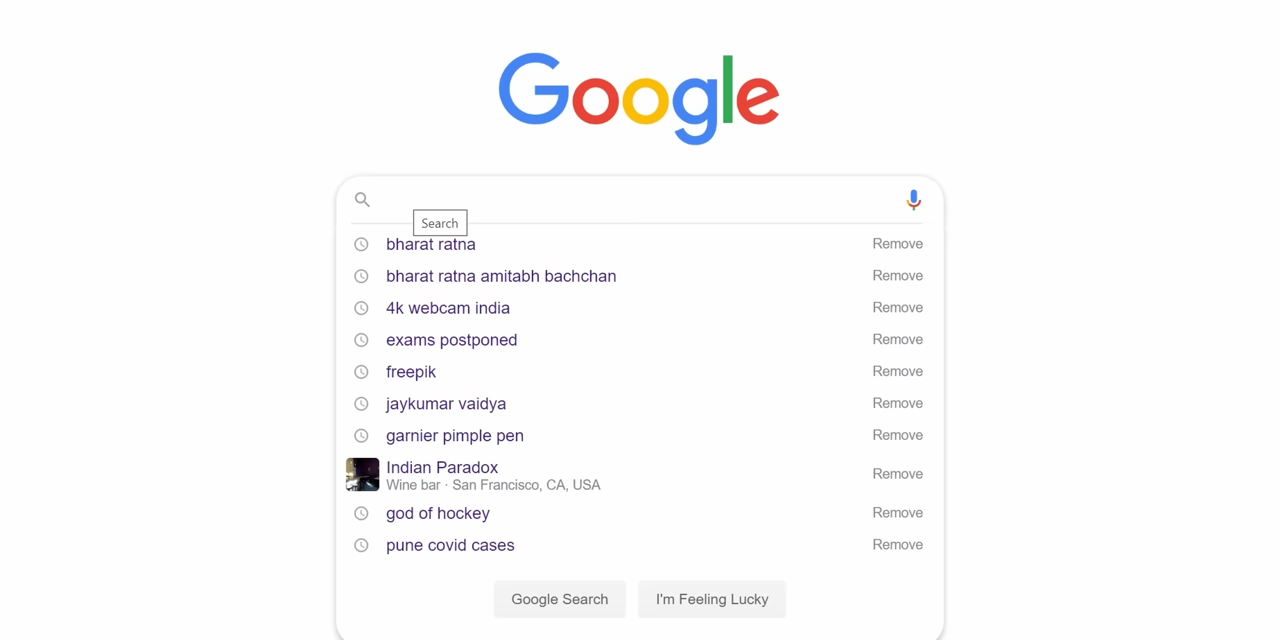 Google
Search
bharat ratna Remove
bharat ratna amitabh bachchan Remove
4k webcam india Remove
exams postponed Remove
freepik Remove
jaykumar vaidya Remove
garnier pimple pen Remove
Indian Paradox
Wine bar · San Francisco, CA, USA Remove
god of hockey Remove
pune covid cases Remove
Google Search I'm Feeling Lucky